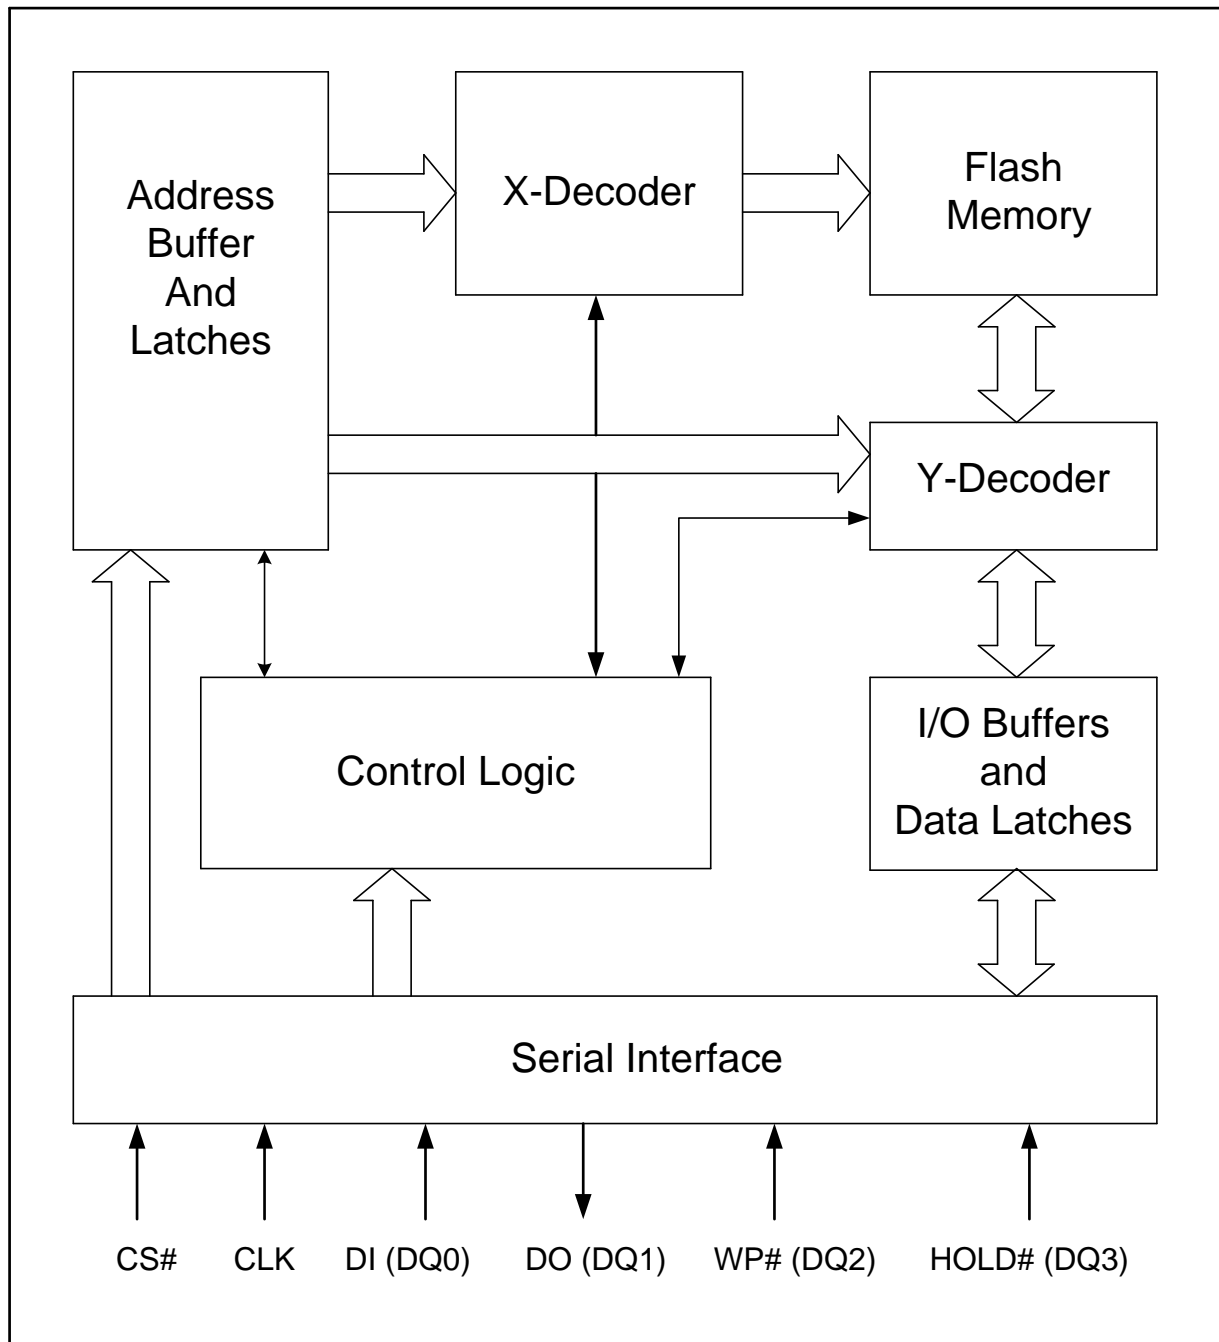 Address
Buffer
And
Latches
X-Decoder
Flash
Memory
Y-Decoder
Control Logic
I/O Buffers
and
Data Latches
Serial Interface
CS#
CLK
DI (DQ0)
DO (DQ1)
WP# (DQ2)
HOLD# (DQ3)